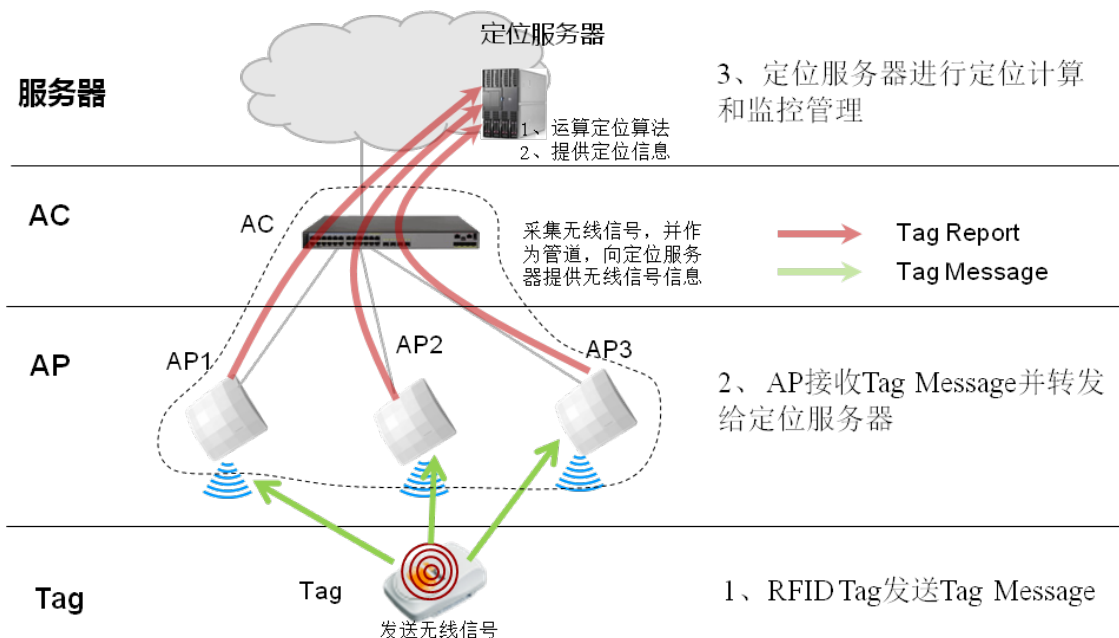 定位服务器
服务器
3、定位服务器进行定位计算
和监控管理
1、运算定位算法
2、提供定位信息
AC
AC
采集无线信号，并作
为管道，向定位服务
器提供无线信号信息
Tag Report
Tag Message
AP
AP1
AP2
AP3
2、AP接收Tag Message并转发
给定位服务器
Tag
Tag
发送无线信号
1、RFID Tag发送Tag Message